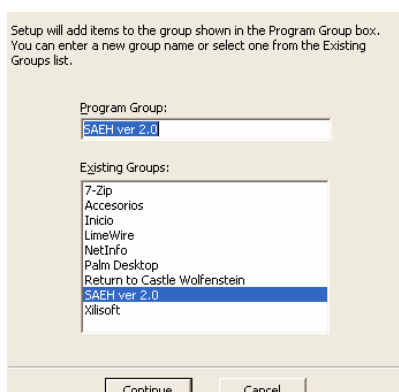 Setup will add items to the group shown in the Program Group box.
You can enter a new group name or select one from the Existing
Groups list.
Program Group:
SAEH ver 2.0
Existing Groups:
7-Zip
Accesorios
Inicio
LimeWire
NetInfo
Palm Desktop
Return to Castle Wolfenstein
SAEH ver 2.0
Xilisoft
Continue Cancel